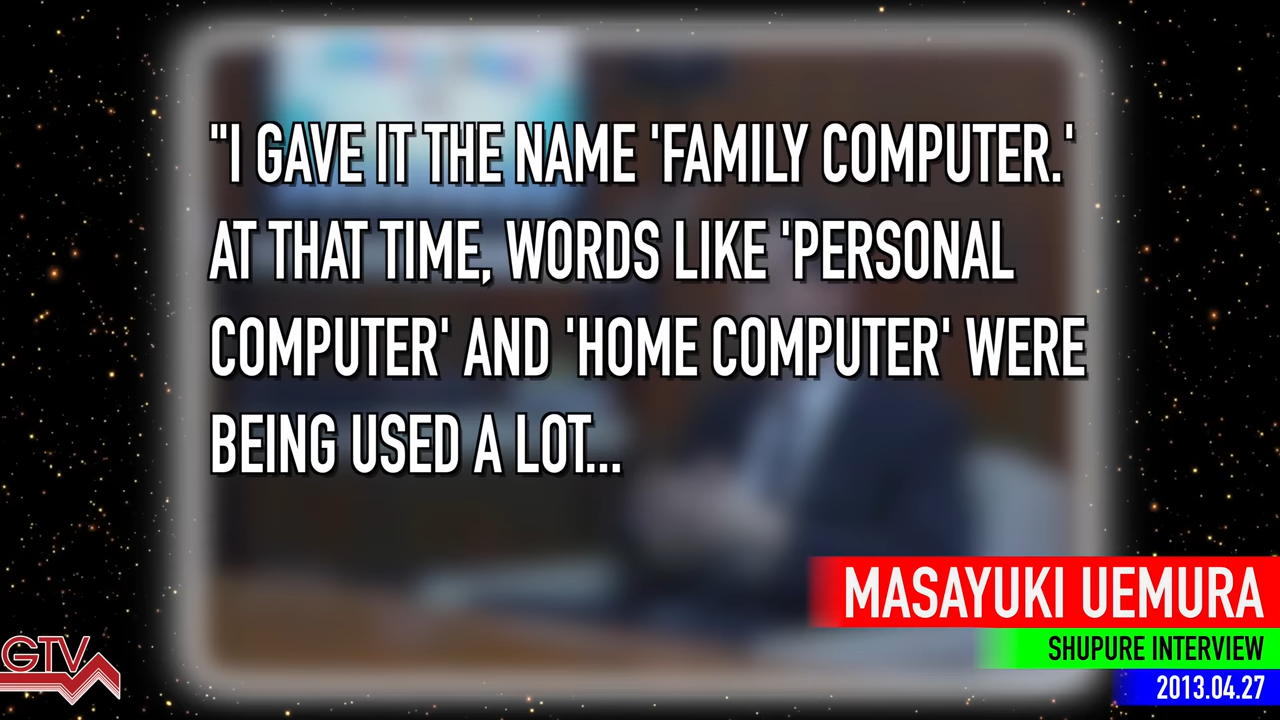 "I GAVE IT THE NAME 'FAMILY COMPUTER.'
AT THAT TIME, WORDS LIKE 'PERSONAL
COMPUTER' AND 'HOME COMPUTER' WERE
BEING USED A LOT...
MASAYUKI UEMURA
SHUPURE INTERVIEW
2013.04.27
GTV